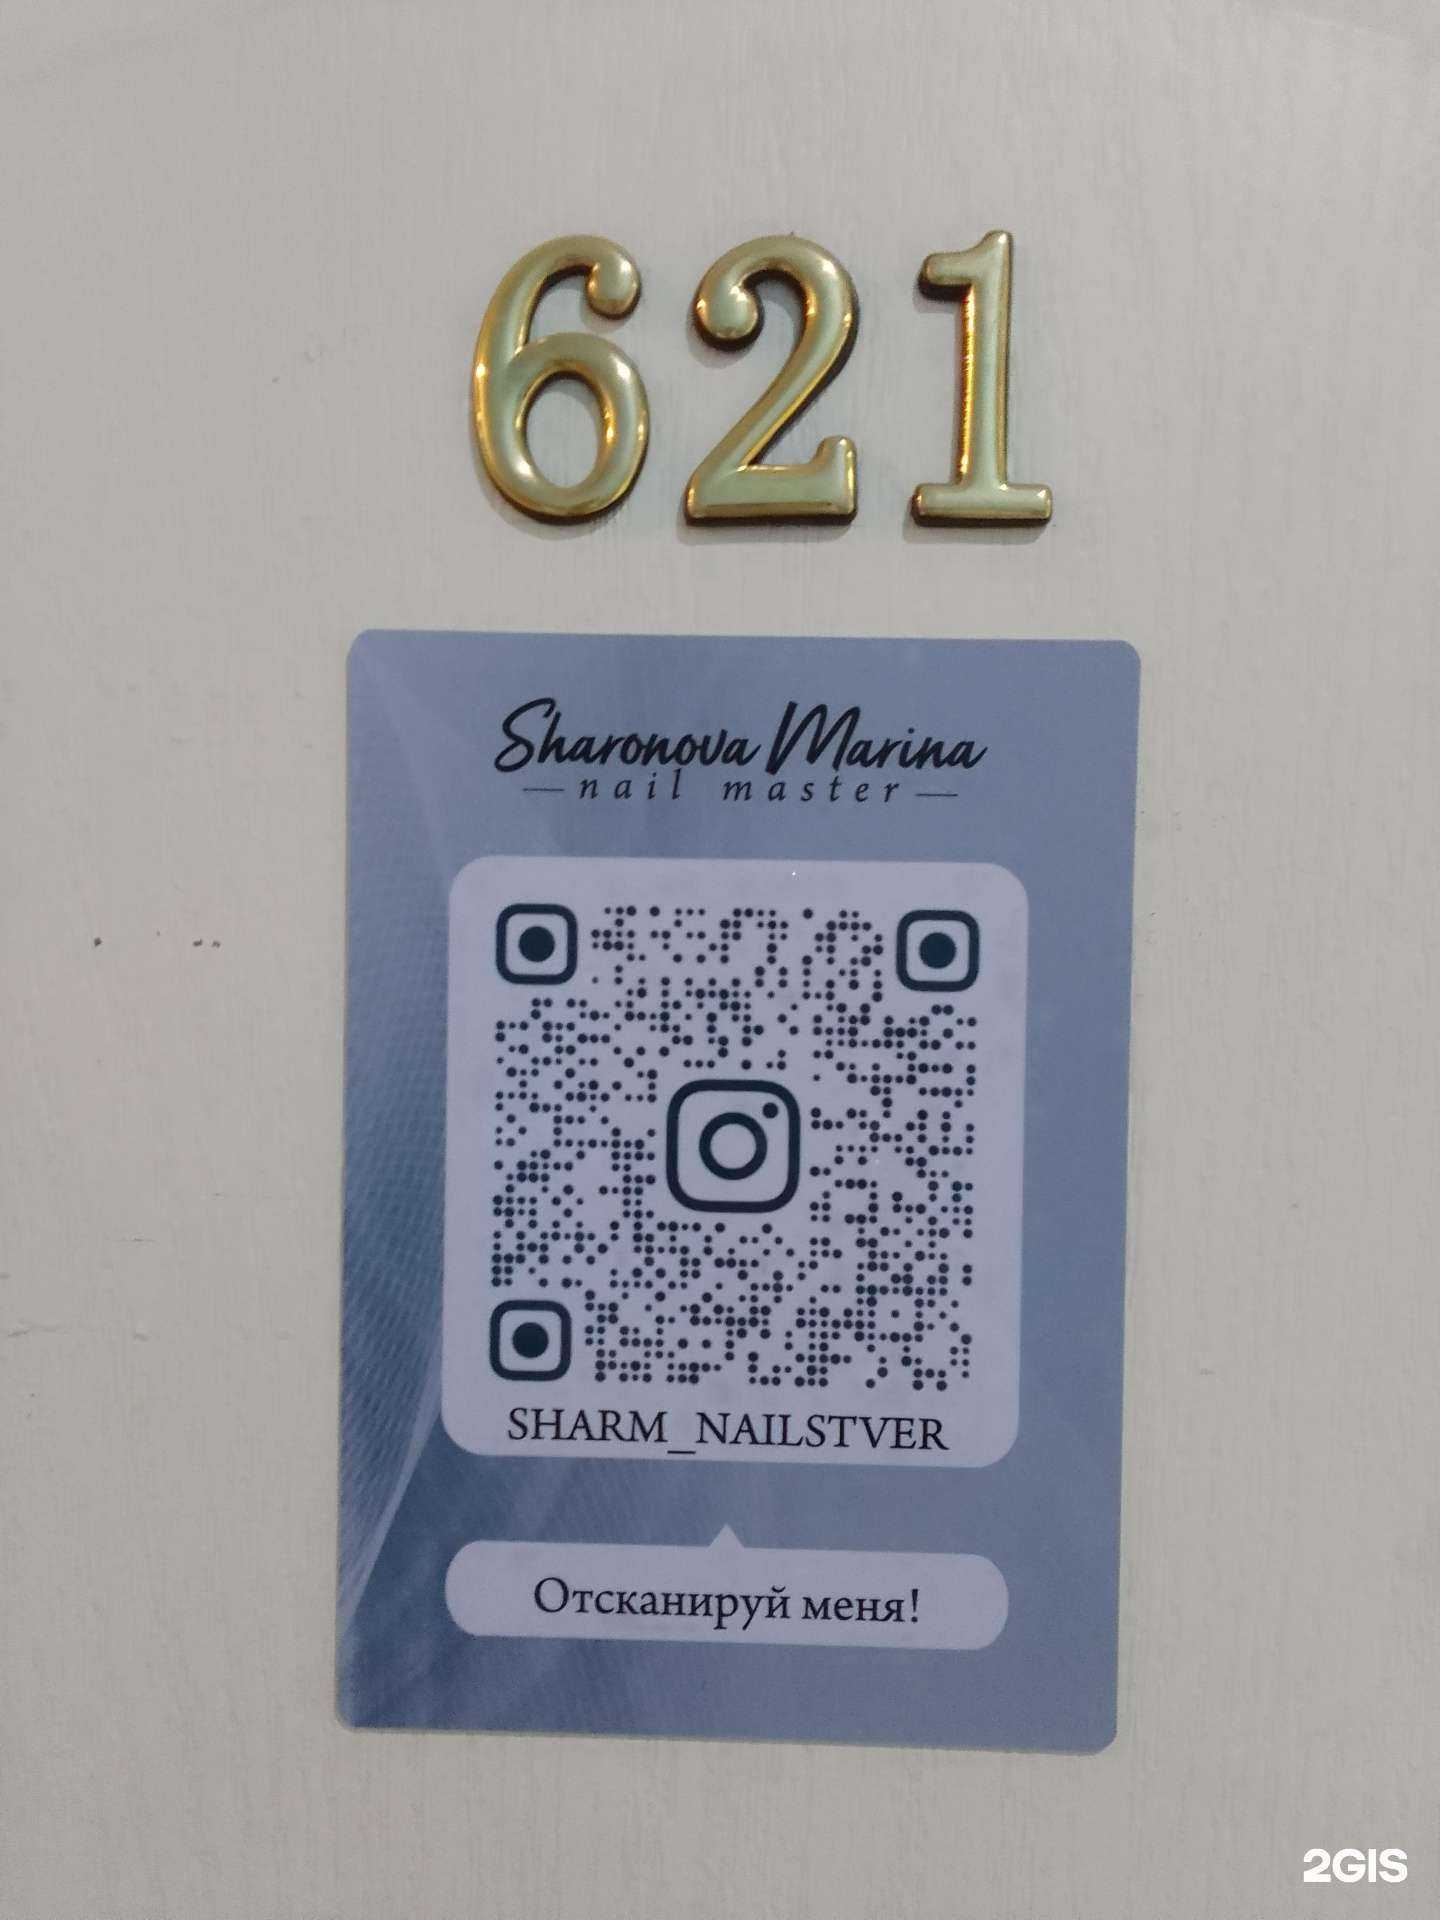 621
Sharonova Marina
nail master
SHARM_NAILSTVER
Отсканируй меня!
2GIS